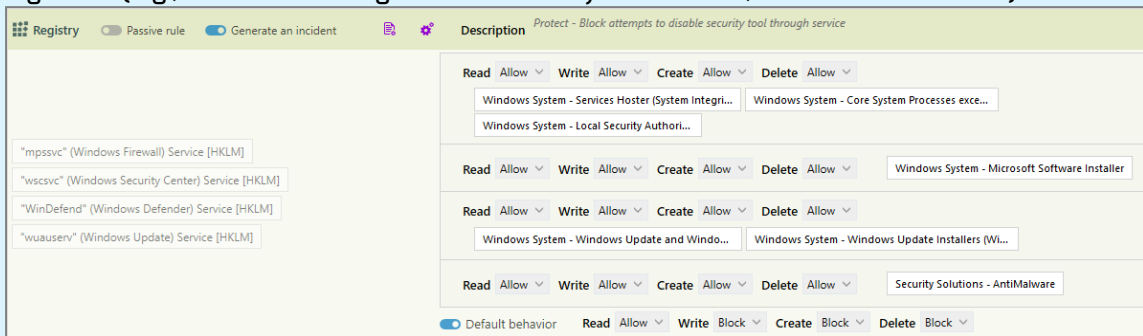 Registry Passive rule Generate an incident Description Protect - Block attempts to disable security tool through service
Read Allow Write Allow Create Allow Delete Allow
Windows System - Services Hoster (System Integri... Windows System - Core System Processes exce...
Windows System - Local Security Authori...
"mpssvc" (Windows Firewall) Service [HKLM]
"wscsvc" (Windows Security Center) Service [HKLM]
"WinDefend" (Windows Defender) Service [HKLM]
"wuauserv" (Windows Update) Service [HKLM]
Read Allow Write Allow Create Allow Delete Allow Windows System - Microsoft Software Installer
Read Allow Write Allow Create Allow Delete Allow
Windows System - Windows Update and Windo... Windows System - Windows Update Installers (Wi...
Read Allow Write Allow Create Allow Delete Allow Security Solutions - AntiMalware
Default behavior Read Allow Write Block Create Block Delete Block